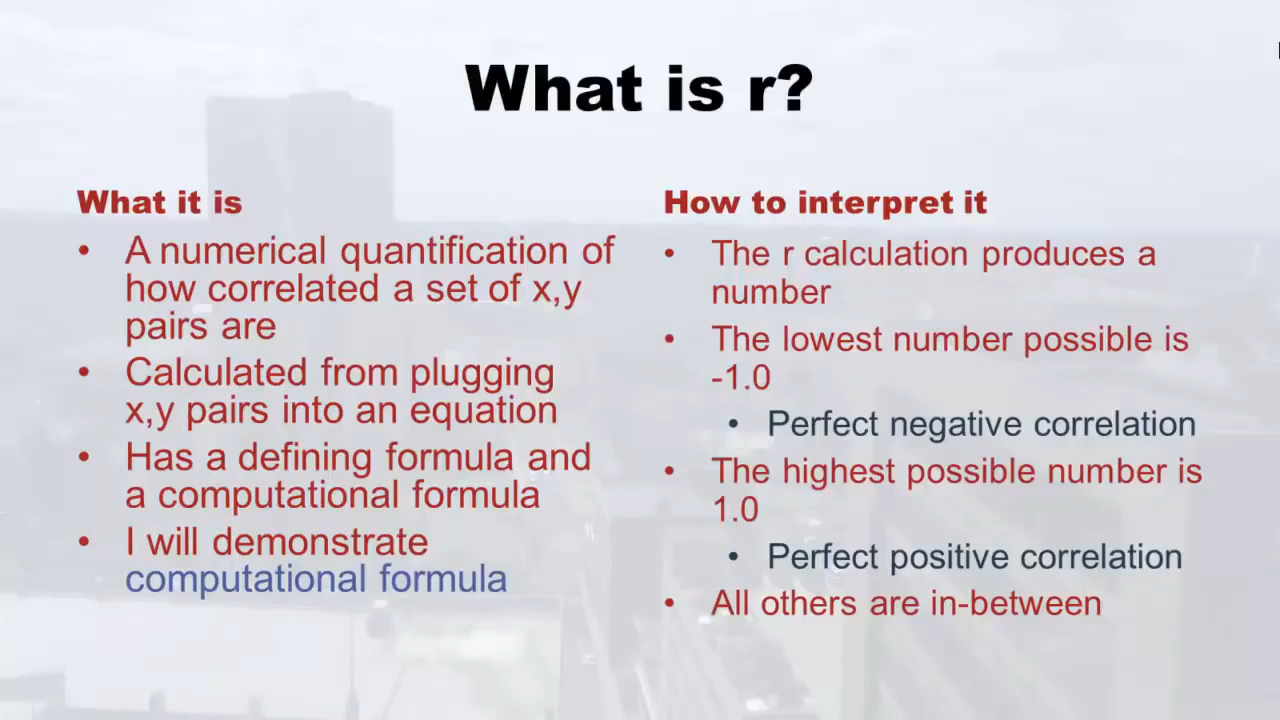 What is r?
What it is
• A numerical quantification of
how correlated a set of x,y
pairs are
• Calculated from plugging
x,y pairs into an equation
• Has a defining formula and
a computational formula
• I will demonstrate
computational formula
How to interpret it
• The r calculation produces a
number
• The lowest number possible is
-1.0
• Perfect negative correlation
• The highest possible number is
1.0
• Perfect positive correlation
• All others are in-between